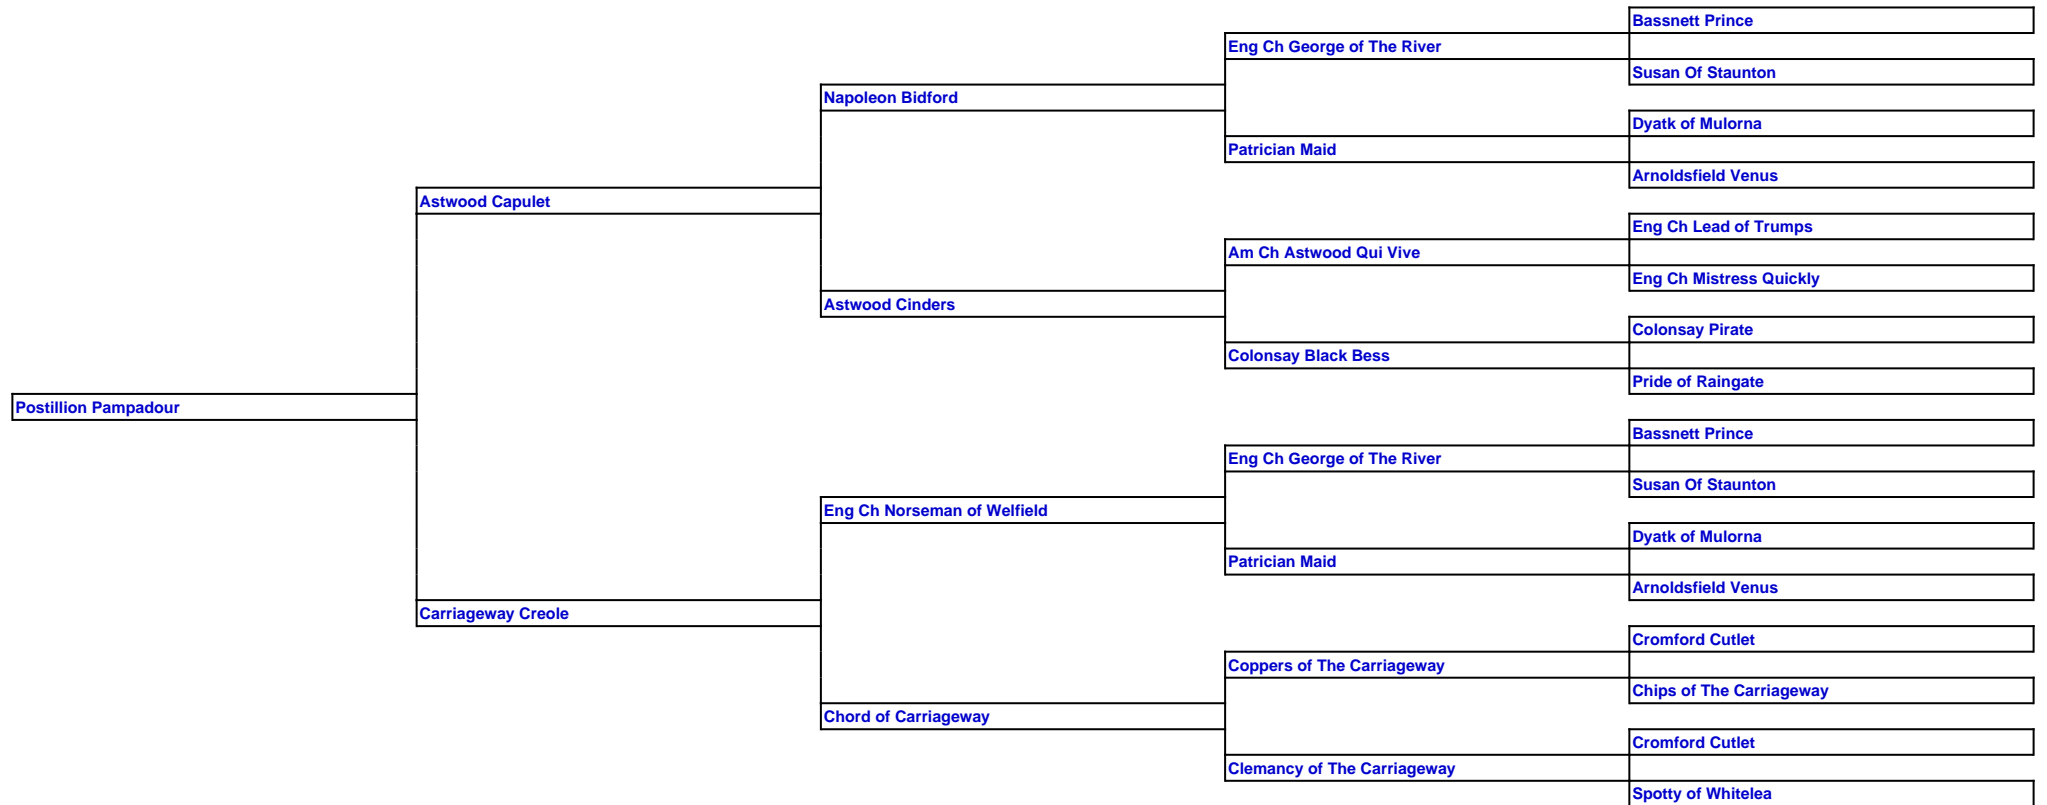 Bassnett Prince
Eng Ch George of The River
Susan Of Staunton
Napoleon Bidford
Dyatk of Mulorna
Patrician Maid
Arnoldsfield Venus
Astwood Capulet
Eng Ch Lead of Trumps
Am Ch Astwood Qui Vive
Eng Ch Mistress Quickly
Astwood Cinders
Colonsay Pirate
Colonsay Black Bess
Pride of Raingate
Postillion Pampadour
Bassnett Prince
Eng Ch George of The River
Susan Of Staunton
Eng Ch Norseman of Welfield
Dyatk of Mulorna
Patrician Maid
Arnoldsfield Venus
Carriageway Creole
Cromford Cutlet
Coppers of The Carriageway
Chips of The Carriageway
Chord of Carriageway
Cromford Cutlet
Clemancy of The Carriageway
Spotty of Whitelea